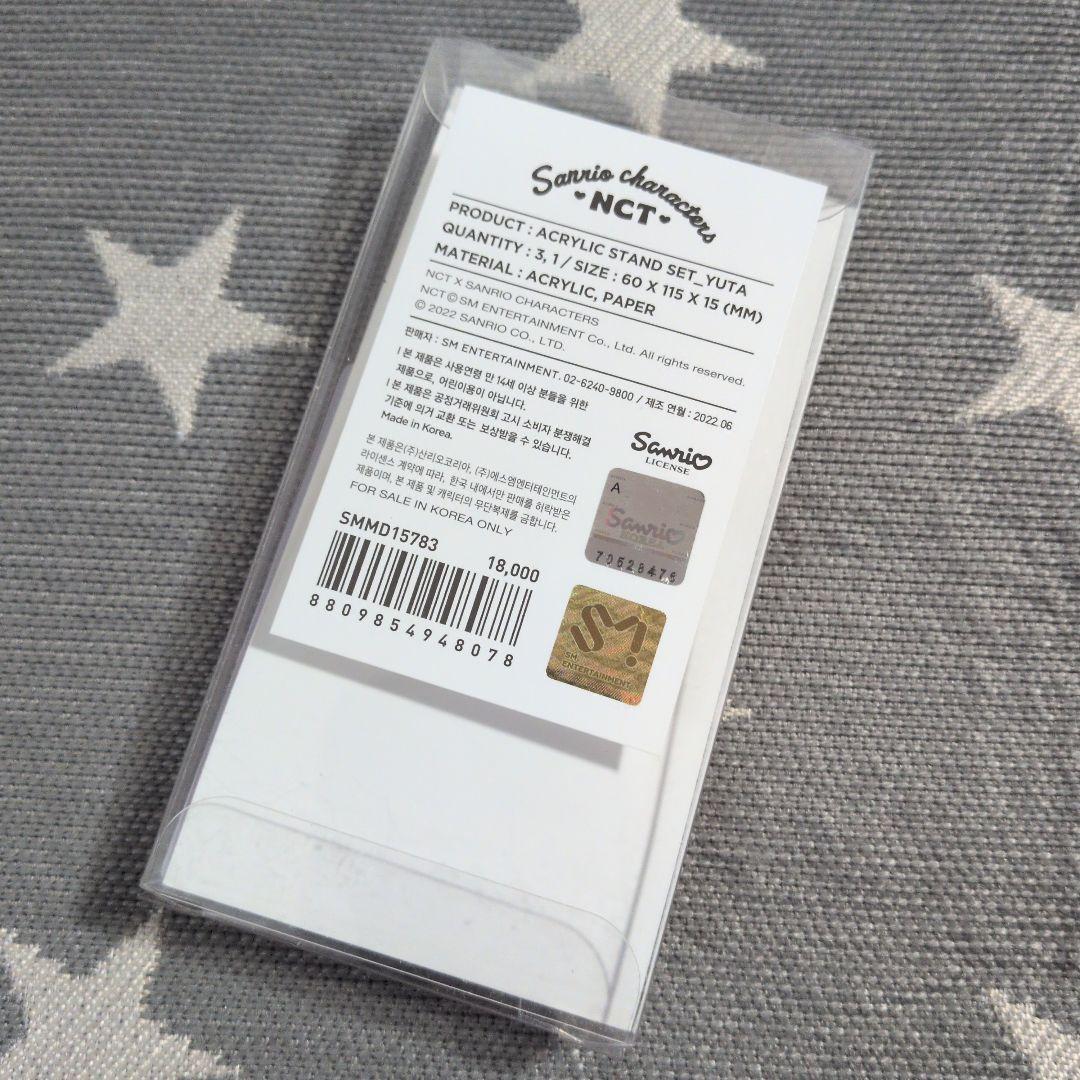 Sanrio characters
NCT
PRODUCT : ACRYLIC STAND SET_YUTA
QUANTITY : 3, 1 / SIZE : 60 X 115 X 15 (MM)
MATERIAL : ACRYLIC, PAPER
NCT X SANRIO CHARACTERS
NCT©SM ENTERTAINMENT Co., Ltd. All rights reserved.
© 2022 SANRIO CO., LTD.
판매자 : SM ENTERTAINMENT. 02-6240-9800 / 제조 연월 : 2022.06
| 본 제품은 사용연령 만 14세 이상 분들을 위한
제품으로, 어린이용이 아닙니다.
| 본 제품은 공정거래위원회 고시 소비자 분쟁해결
기준에 의거 교환 또는 보상받을 수 있습니다.
Made in Korea.
본 제품은(주)산리오코리아, (주)에스엠엔터테인먼트의
라이센스 계약에 따라, 한국 내에서만 판매를 허락받은
제품이며, 본 제품 및 캐릭터의 무단복제를 금합니다.
FOR SALE IN KOREA ONLY
Sanrio
LICENSE
A
Sanrio
70528476
SMMD15783
18,000
8809854948078
SM
SM
ENTERTAINMENT